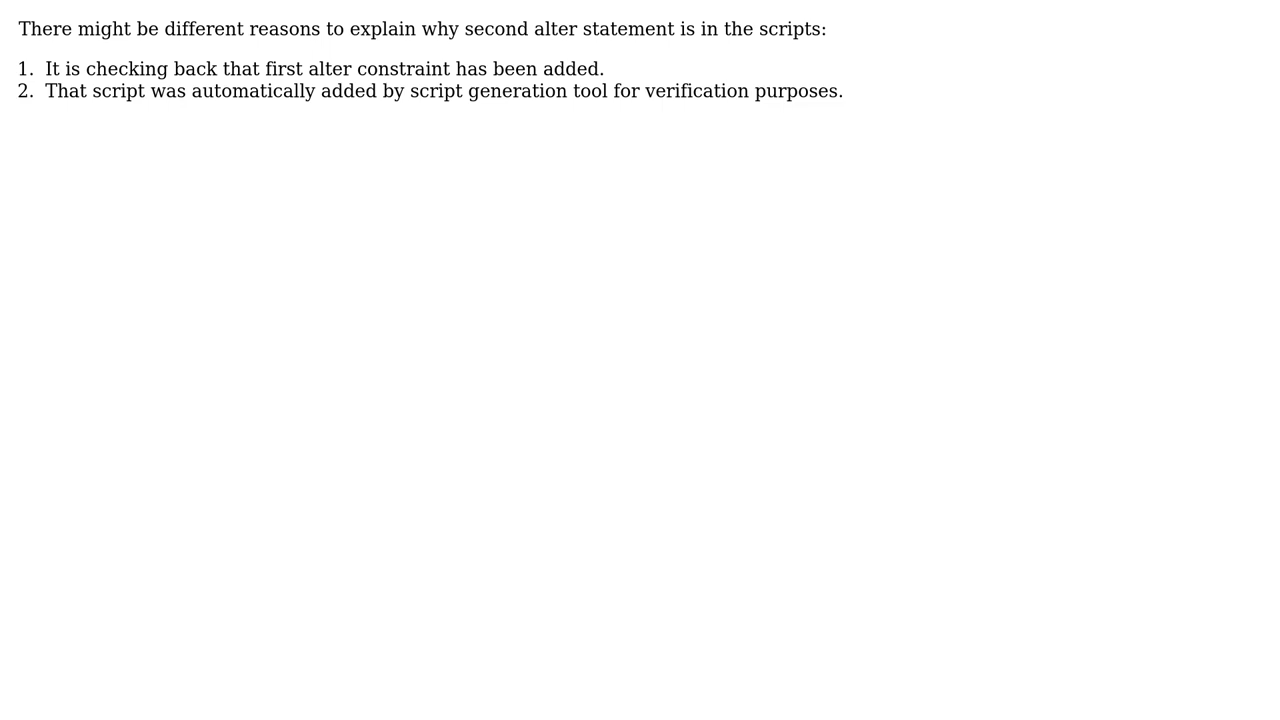 There might be different reasons to explain why second alter statement is in the scripts:
1. It is checking back that first alter constraint has been added.
2. That script was automatically added by script generation tool for verification purposes.